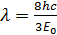 λ = 8hc / 3E₀